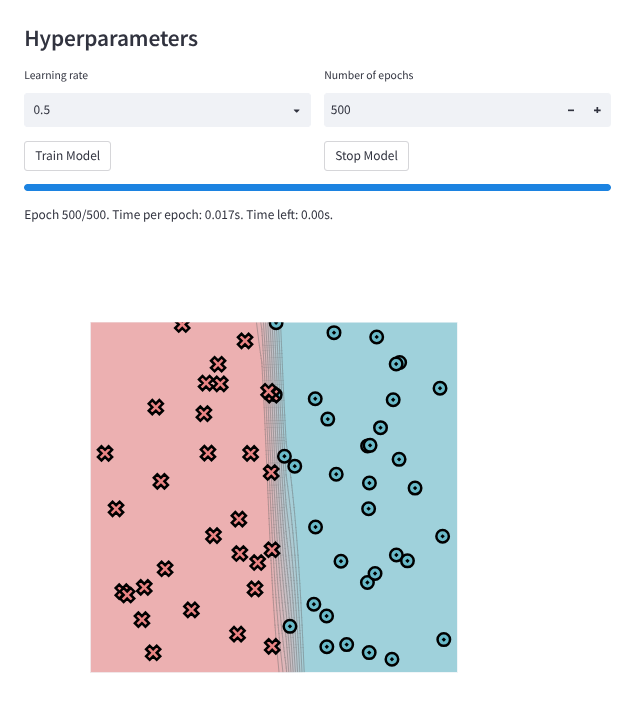 Hyperparameters
Learning rate
Number of epochs
0.5
500
− +
Train Model
Stop Model
Epoch 500/500. Time per epoch: 0.017s. Time left: 0.00s.